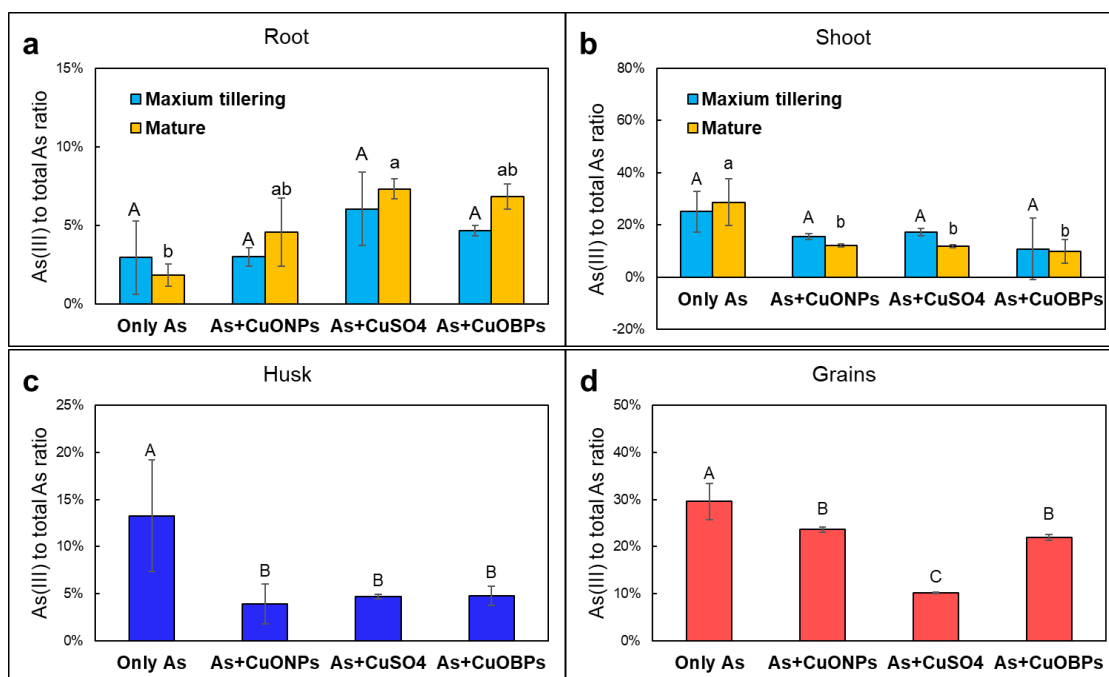 a
Root
As(III) to total As ratio
15%
10%
5%
0%
Maxium tillering
Mature
A
b
A
ab
A
a
A
ab
Only As
As+CuONPs
As+CuSO4
As+CuOBPs
b
Shoot
As(III) to total As ratio
80%
60%
40%
20%
0%
-20%
Maxium tillering
Mature
A
a
A
b
A
b
A
b
Only As
As+CuONPs
As+CuSO4
As+CuOBPs
c
Husk
As(III) to total As ratio
25%
20%
15%
10%
5%
0%
A
B
B
B
Only As
As+CuONPs
As+CuSO4
As+CuOBPs
d
Grains
As(III) to total As ratio
50%
40%
30%
20%
10%
0%
A
B
C
B
Only As
As+CuONPs
As+CuSO4
As+CuOBPs